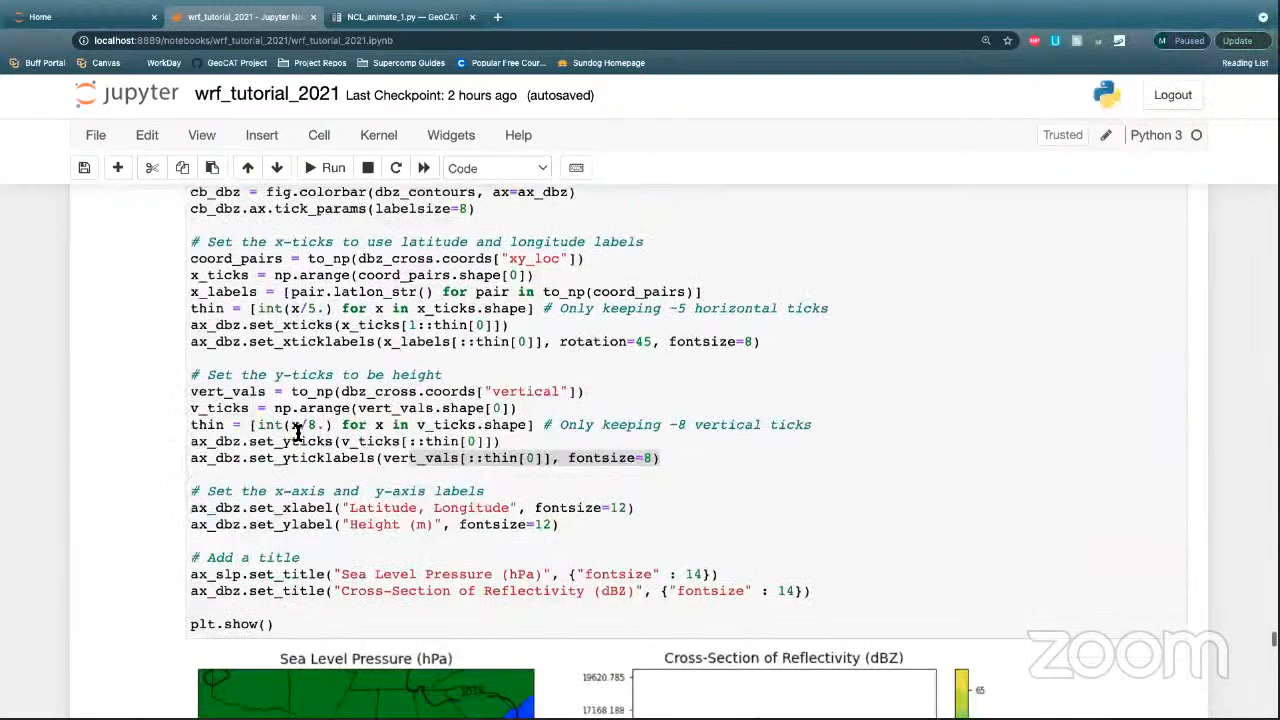 Home
wrf_tutorial_2021 - Jupyter No
NCL_animate_1.py — GeoCAT
localhost:8889/notebooks/wrf_tutorial_2021/wrf_tutorial_2021.ipynb
M Paused
Update
Buff Portal
Canvas
WorkDay
GeoCAT Project
Project Repos
Supercomp Guides
Popular Free Cour...
Sundog Homepage
Reading List
jupyter wrf_tutorial_2021 Last Checkpoint: 2 hours ago (autosaved)
Logout
File Edit View Insert Cell Kernel Widgets Help
Trusted
Python 3
Run
Code
cb_dbz = fig.colorbar(dbz_contours, ax=ax_dbz)
cb_dbz.ax.tick_params(labelsize=8)
# Set the x-ticks to use latitude and longitude labels
coord_pairs = to_np(dbz_cross.coords["xy_loc"])
x_ticks = np.arange(coord_pairs.shape[0])
x_labels = [pair.latlon_str() for pair in to_np(coord_pairs)]
thin = [int(x/5.) for x in x_ticks.shape] # Only keeping ~5 horizontal ticks
ax_dbz.set_xticks(x_ticks[1::thin[0]])
ax_dbz.set_xticklabels(x_labels[::thin[0]], rotation=45, fontsize=8)
# Set the y-ticks to be height
vert_vals = to_np(dbz_cross.coords["vertical"])
v_ticks = np.arange(vert_vals.shape[0])
thin = [int(x/8.) for x in v_ticks.shape] # Only keeping ~8 vertical ticks
ax_dbz.set_yticks(v_ticks[::thin[0]])
ax_dbz.set_yticklabels(vert_vals[::thin[0]], fontsize=8)
# Set the x-axis and  y-axis labels
ax_dbz.set_xlabel("Latitude, Longitude", fontsize=12)
ax_dbz.set_ylabel("Height (m)", fontsize=12)
# Add a title
ax_slp.set_title("Sea Level Pressure (hPa)", {"fontsize" : 14})
ax_dbz.set_title("Cross-Section of Reflectivity (dBZ)", {"fontsize" : 14})
plt.show()
Sea Level Pressure (hPa)
Cross-Section of Reflectivity (dBZ)
19620.785
65
17168.188
zoom